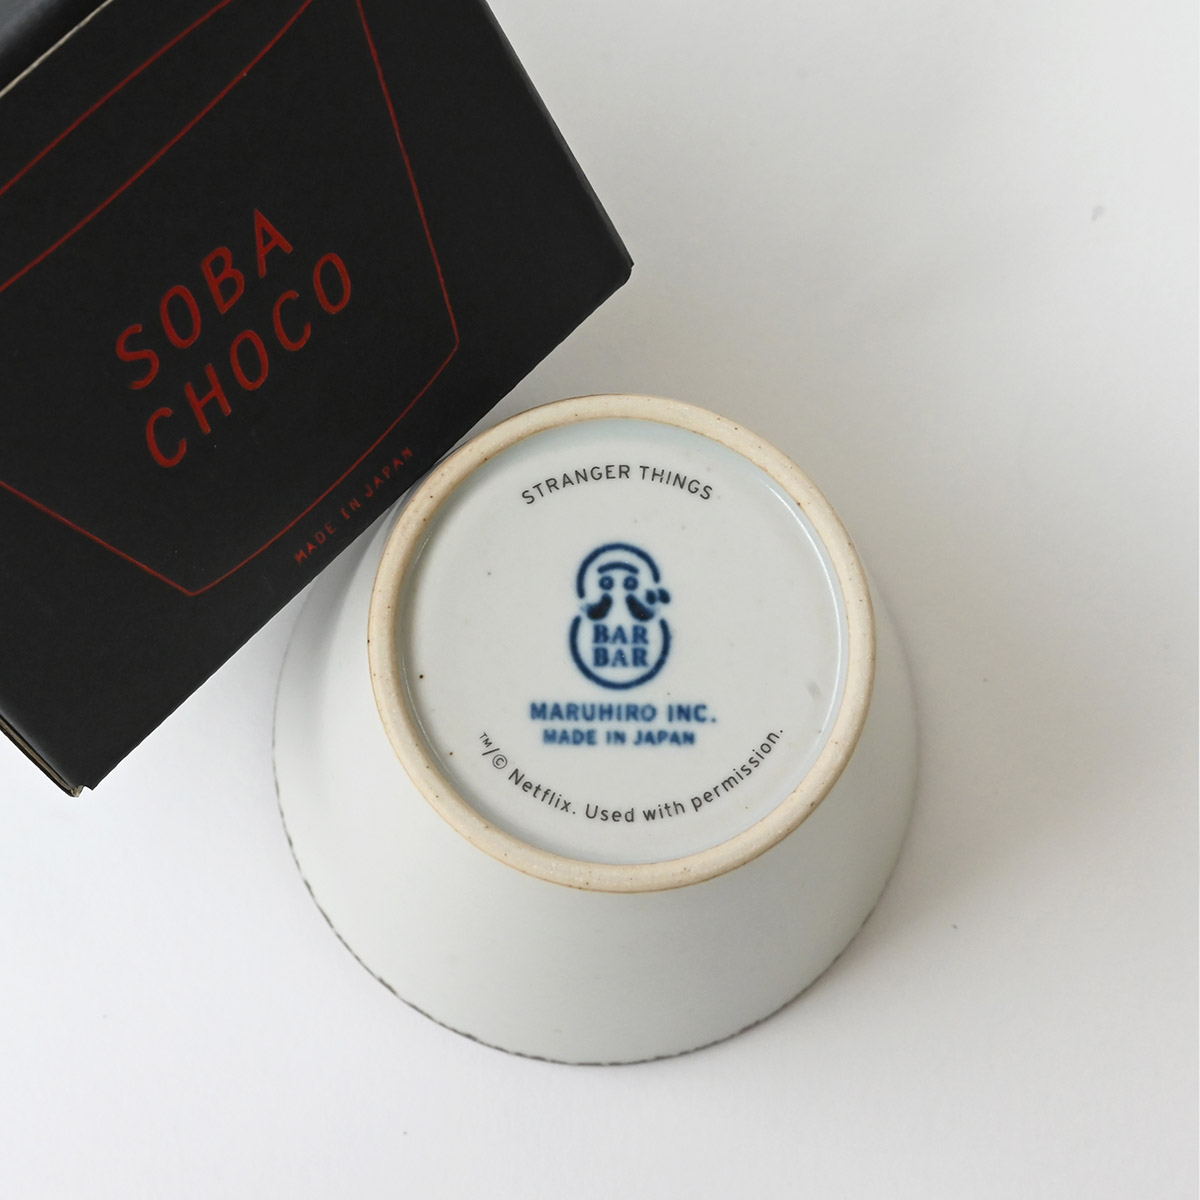 SOBA
CHOCO
MADE IN JAPAN
STRANGER THINGS
BAR
BAR
MARUHIRO INC.
MADE IN JAPAN
™/© Netflix. Used with permission.